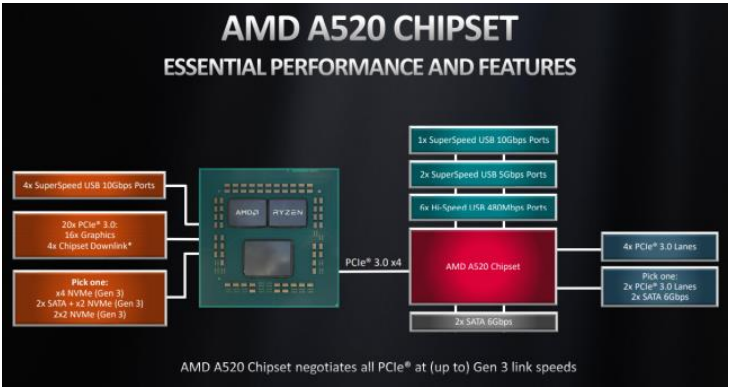 AMD A520 CHIPSET
ESSENTIAL PERFORMANCE AND FEATURES
4x SuperSpeed USB 10Gbps Ports
20x PCIe® 3.0:
16x Graphics
4x Chipset Downlink*
Pick one:
x4 NVMe (Gen 3)
2x SATA + x2 NVMe (Gen 3)
2x2 NVMe (Gen 3)
AMD RYZEN
PCIe® 3.0 x4
1x SuperSpeed USB 10Gbps Ports
2x SuperSpeed USB 5Gbps Ports
6x Hi-Speed USB 480Mbps Ports
AMD A520 Chipset
2x SATA 6Gbps
4x PCIe® 3.0 Lanes
Pick one:
2x PCIe® 3.0 Lanes
2x SATA 6Gbps
AMD A520 Chipset negotiates all PCIe® at (up to) Gen 3 link speeds